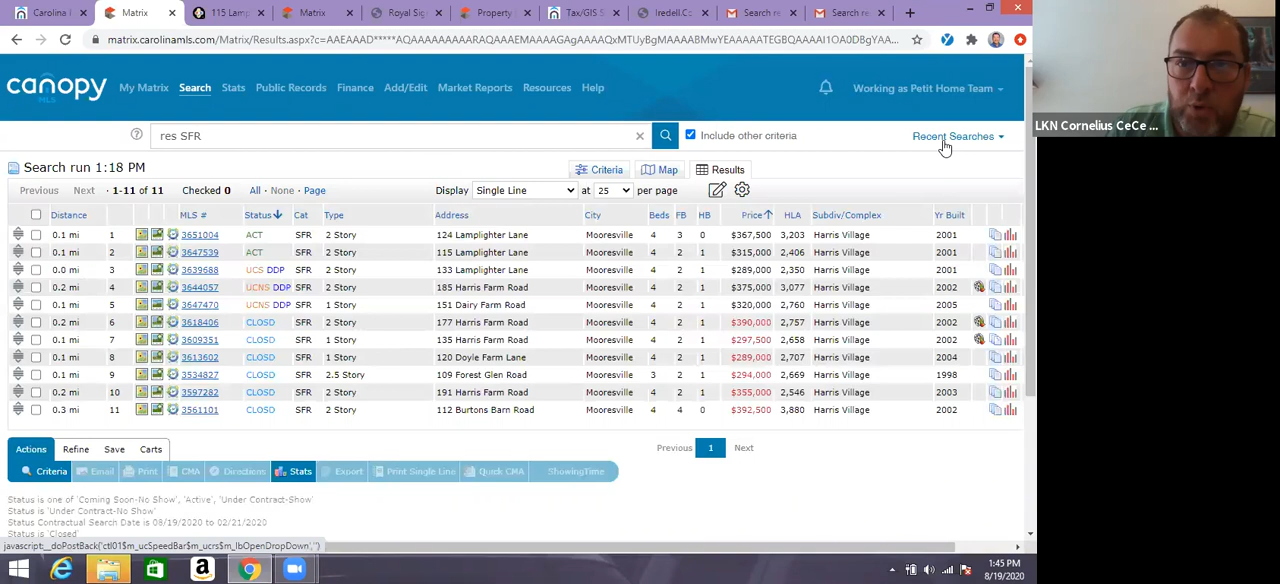 Carolina
Matrix
115 Lamp
Matrix
Royal Sig
Property
Tax/GIS S
Iredell.Co
Search re
Search re
matrix.carolinamls.com/Matrix/Results.aspx?c=AAEAAAD*****AQAAAAAAAAARAQAAEMAAAAGAgAAAAQxMTUyBgMAAAABMwYEAAAAATEGBQAAAAI1OA0DBgYAA...
canopy
MLS
My Matrix Search Stats Public Records Finance Add/Edit Market Reports Resources Help
Working as Petit Home Team
res SFR
Include other criteria
Recent Searches
Search run 1:18 PM
Criteria Map Results
Previous Next · 1-11 of 11 Checked 0 All · None · Page Display Single Line at 25 per page
Distance MLS # Status Cat Type Address City Beds FB HB Price HLA Subdiv/Complex Yr Built
0.1 mi 1 3651004 ACT SFR 2 Story 124 Lamplighter Lane Mooresville 4 3 0 $367,500 3,203 Harris Village 2001
0.1 mi 2 3647539 ACT SFR 2 Story 115 Lamplighter Lane Mooresville 4 2 1 $315,000 2,406 Harris Village 2001
0.0 mi 3 3639688 UCS DDP SFR 2 Story 133 Lamplighter Lane Mooresville 4 2 1 $289,000 2,350 Harris Village 2001
0.2 mi 4 3644057 UCNS DDP SFR 2 Story 185 Harris Farm Road Mooresville 4 2 1 $375,000 3,077 Harris Village 2002
0.1 mi 5 3647470 UCNS DDP SFR 1 Story 151 Dairy Farm Road Mooresville 4 2 1 $320,000 2,760 Harris Village 2005
0.2 mi 6 3618406 CLOSD SFR 2 Story 177 Harris Farm Road Mooresville 4 2 1 $390,000 2,757 Harris Village 2002
0.1 mi 7 3609351 CLOSD SFR 2 Story 135 Harris Farm Road Mooresville 4 2 1 $297,500 2,658 Harris Village 2002
0.1 mi 8 3613602 CLOSD SFR 1 Story 120 Doyle Farm Lane Mooresville 4 2 1 $289,000 2,707 Harris Village 2004
0.1 mi 9 3534827 CLOSD SFR 2.5 Story 109 Forest Glen Road Mooresville 3 2 1 $294,000 2,669 Harris Village 1998
0.2 mi 10 3597282 CLOSD SFR 2 Story 191 Harris Farm Road Mooresville 4 2 1 $355,000 2,546 Harris Village 2003
0.3 mi 11 3561101 CLOSD SFR 2 Story 112 Burtons Barn Road Mooresville 4 4 0 $392,500 3,880 Harris Village 2002
Actions Refine Save Carts
Previous 1 Next
Criteria Email Print CMA Directions Stats Export Print Single Line Quick CMA ShowingTime
Status is one of 'Coming Soon-No Show', 'Active', 'Under Contract-Show'
Status is 'Under Contract-No Show'
Status Contractual Search Date is 08/19/2020 to 02/21/2020
Status is 'Closed'
javascript:__doPostBack('ctl01$m_ucSpeedBar$m_ucrs$m_lbOpenDropDown','')
1:45 PM
8/19/2020
LKN Cornelius CeCe ...